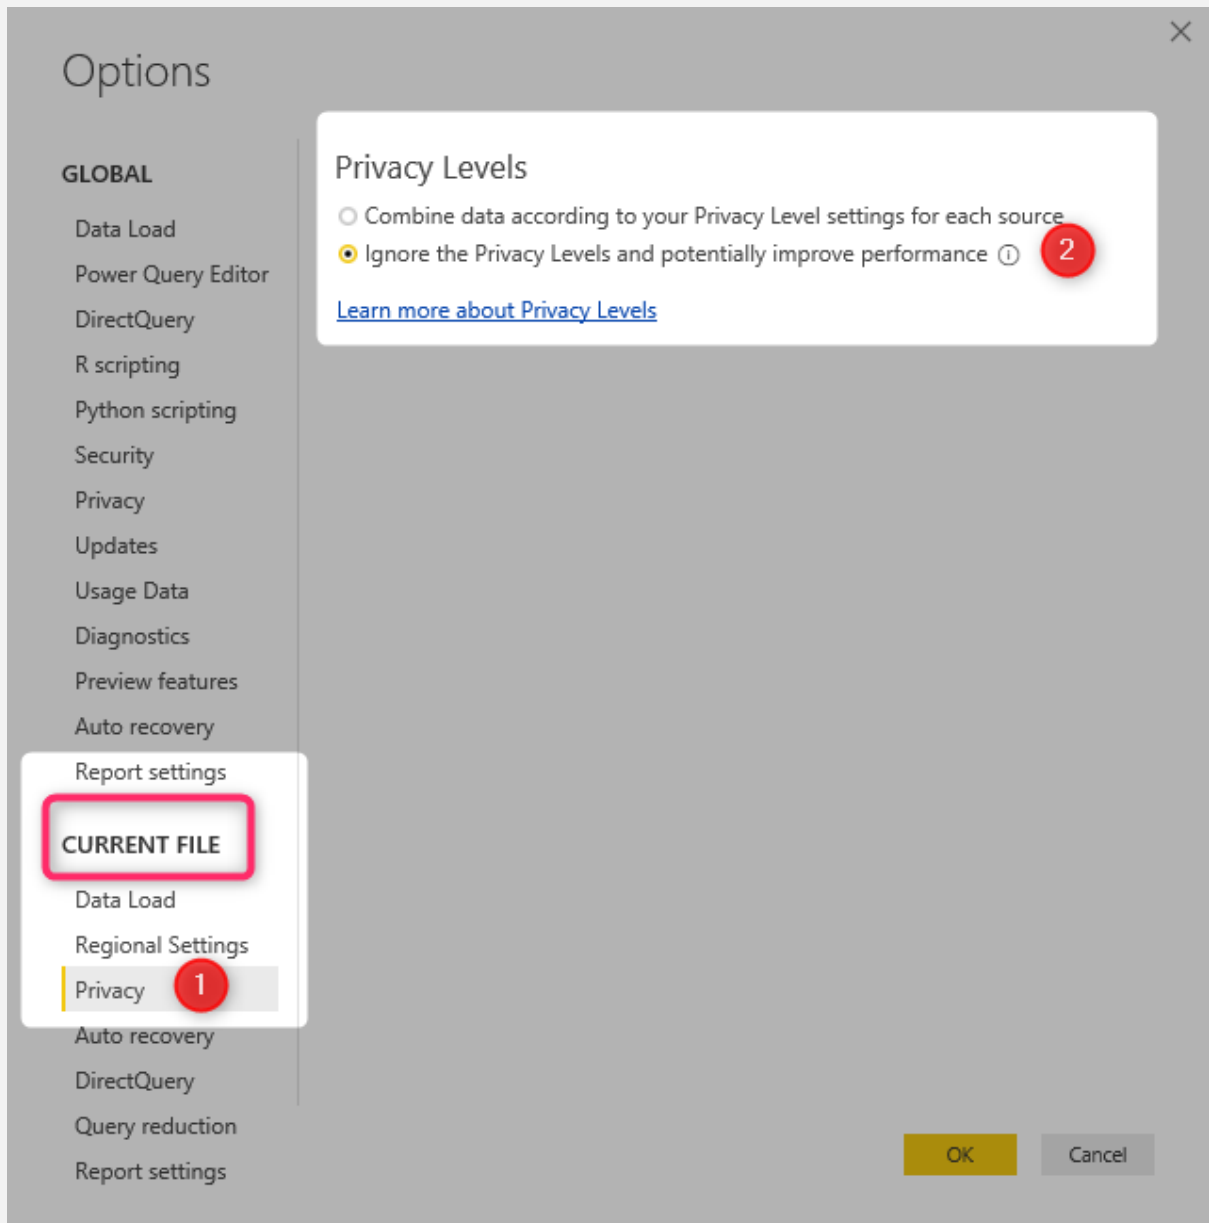 Options
GLOBAL
Data Load
Power Query Editor
DirectQuery
R scripting
Python scripting
Security
Privacy
Updates
Usage Data
Diagnostics
Preview features
Auto recovery
Report settings
CURRENT FILE
Data Load
Regional Settings
Privacy 1
Auto recovery
DirectQuery
Query reduction
Report settings
Privacy Levels
Combine data according to your Privacy Level settings for each source
Ignore the Privacy Levels and potentially improve performance 2
Learn more about Privacy Levels
OK Cancel